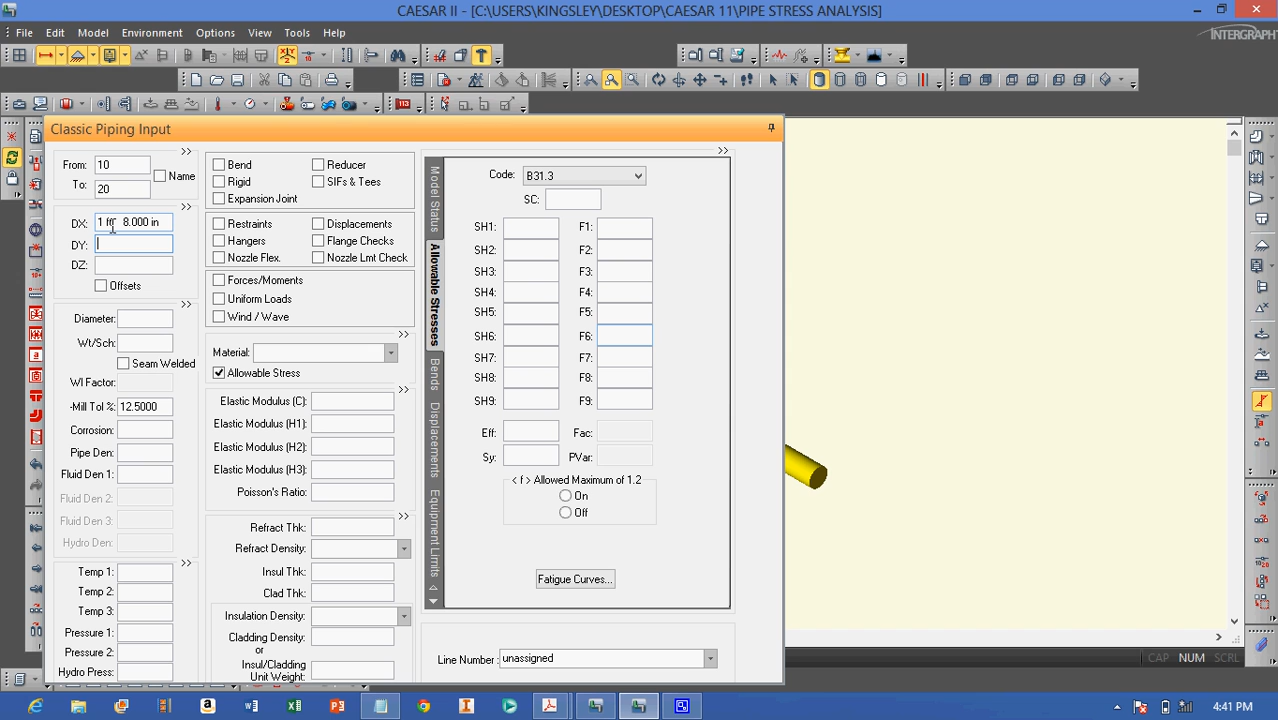 CAESAR II - [C:\USERS\KINGSLEY\DESKTOP\CAESAR 11\PIPE STRESS ANALYSIS]
File Edit Model Environment Options View Tools Help
INTERGRAPH
113
Classic Piping Input
From: 10
To: 20
Name
DX: 1 ft 8.000 in
DY:
DZ:
Offsets
Diameter:
Wt/Sch:
Seam Welded
WI Factor:
-Mill Tol %: 12.5000
Corrosion:
Pipe Den:
Fluid Den 1:
Fluid Den 2:
Fluid Den 3:
Hydro Den:
Temp 1:
Temp 2:
Temp 3:
Pressure 1:
Pressure 2:
Hydro Press:
Bend Reducer
Rigid SIFs & Tees
Expansion Joint
Restraints Displacements
Hangers Flange Checks
Nozzle Flex. Nozzle Lmt Check
Forces/Moments
Uniform Loads
Wind / Wave
Material:
Allowable Stress
Elastic Modulus (C):
Elastic Modulus (H1):
Elastic Modulus (H2):
Elastic Modulus (H3):
Poisson's Ratio:
Refract Thk:
Refract Density:
Insul Thk:
Clad Thk:
Insulation Density:
Cladding Density:
or
Insul/Cladding
Unit Weight:
Model Status
Allowable Stresses
Bends
Displacements
Equipment Limits
Code: B31.3
SC:
SH1: F1:
SH2: F2:
SH3: F3:
SH4: F4:
SH5: F5:
SH6: F6:
SH7: F7:
SH8: F8:
SH9: F9:
Eff: Fac:
Sy: PVar:
< f > Allowed Maximum of 1.2
On
Off
Fatigue Curves...
Line Number: unassigned
CAP NUM SCRL
4:41 PM